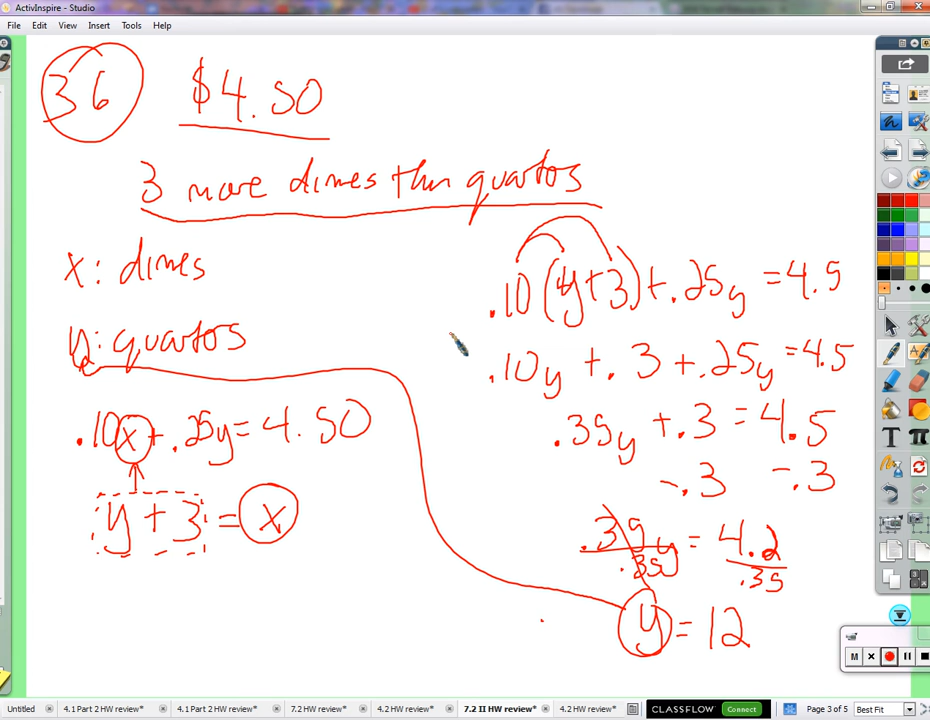 ActivInspire - Studio
File Edit View Insert Tools Help
36 $4.50
3 more dimes than quartos
x: dimes
y: quartos
.10x + .25y = 4.50
y + 3 = x
.10(y+3) + .25y = 4.5
.10y + .3 + .25y = 4.5
.35y + .3 = 4.5
-.3 -.3
.35y = 4.2
.35y .35
y = 12
M
Untitled 4.1 Part 2 HW review* 4.1 Part 2 HW review* 7.2 HW review* 4.2 HW review* 7.2 II HW review* 4.2 HW review* CLASSFLOW Connect Page 3 of 5 Best Fit